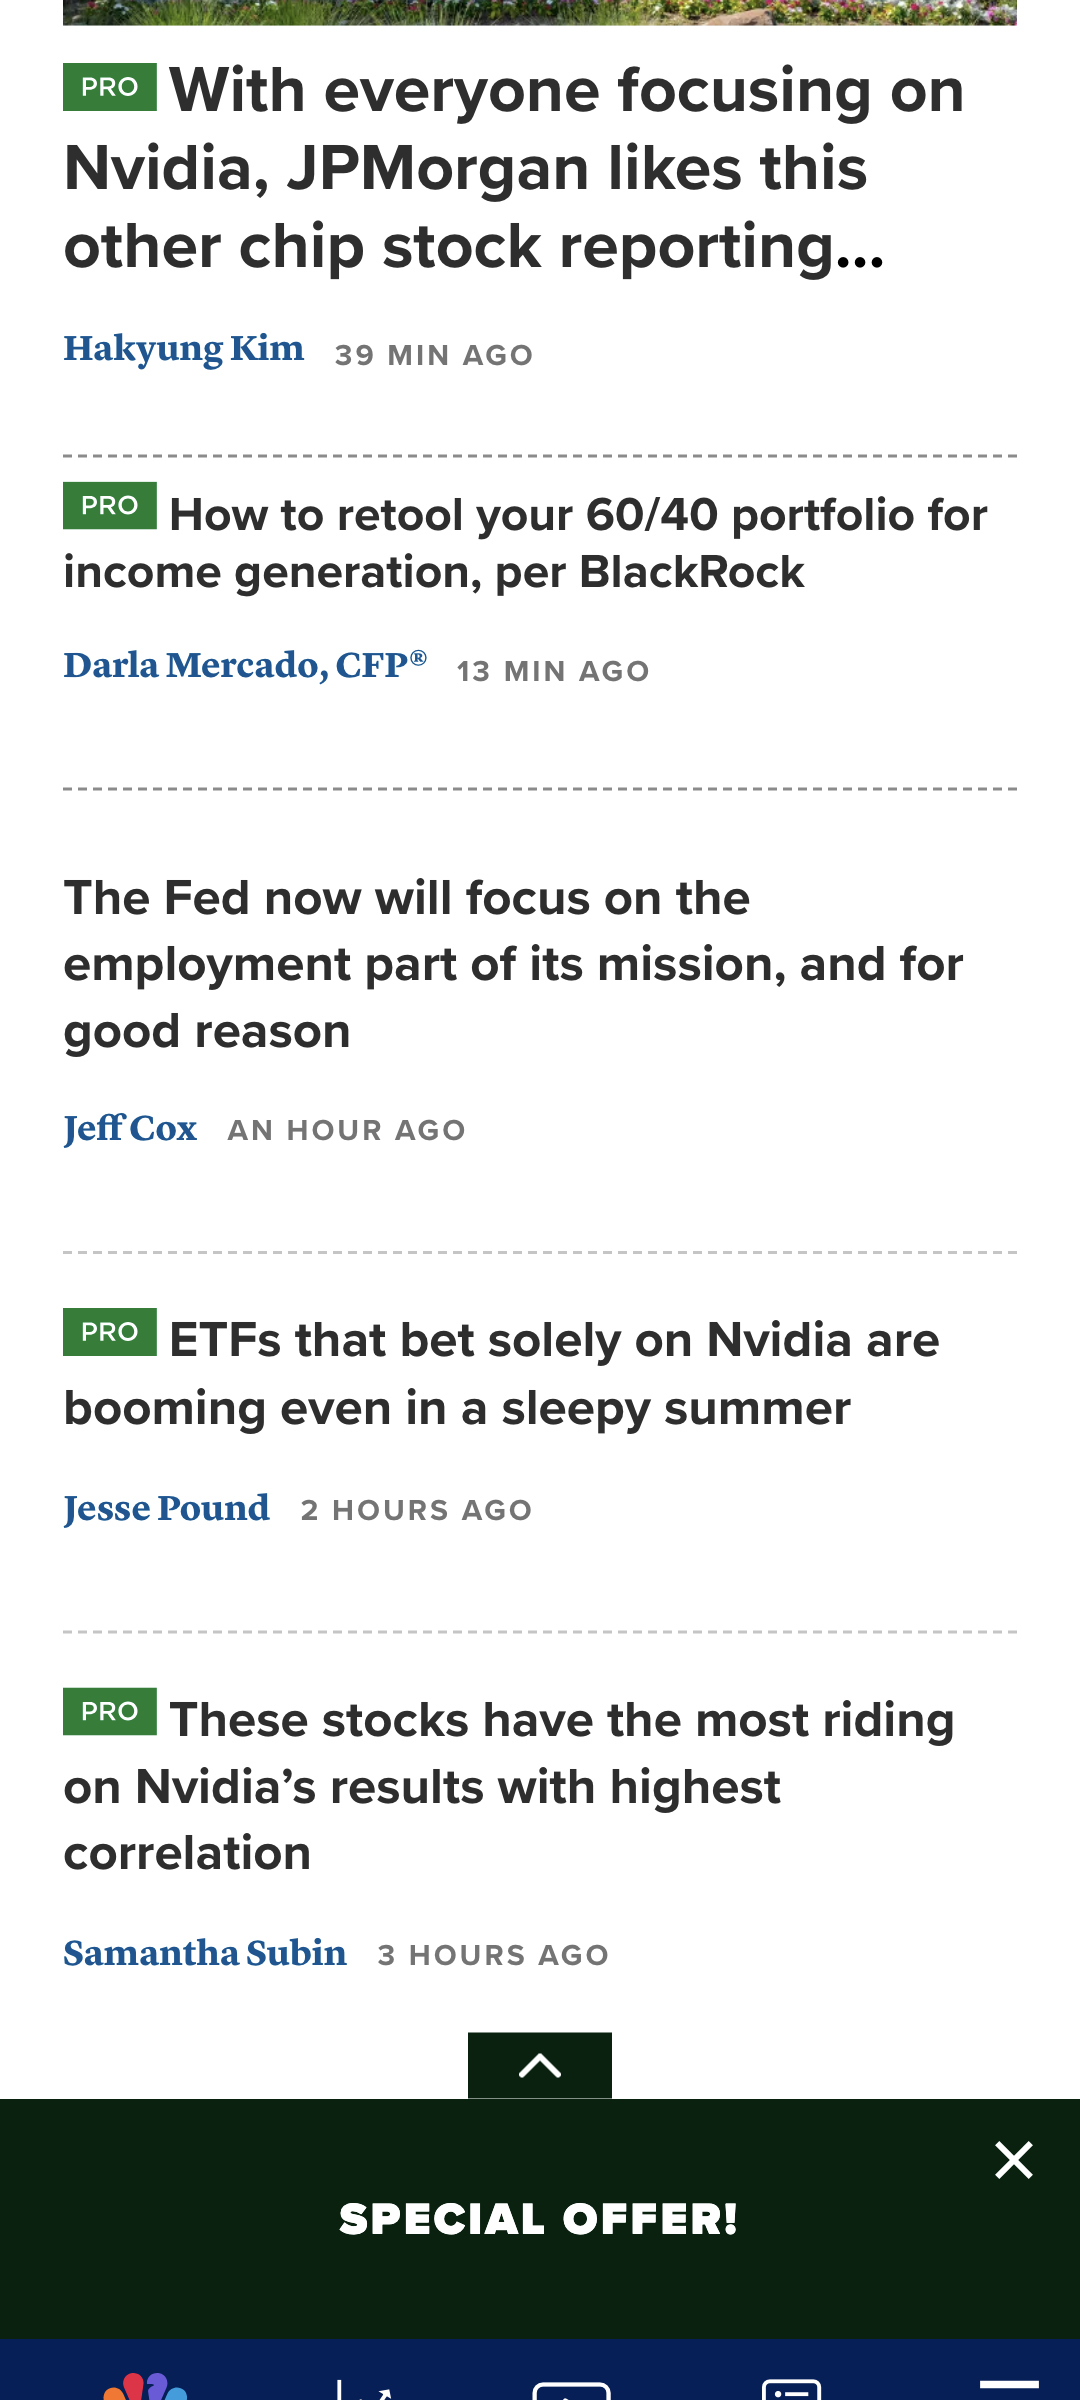 PRO With everyone focusing on
Nvidia, JPMorgan likes this
other chip stock reporting...
Hakyung Kim 39 MIN AGO
PRO How to retool your 60/40 portfolio for
income generation, per BlackRock
Darla Mercado, CFP® 13 MIN AGO
The Fed now will focus on the
employment part of its mission, and for
good reason
Jeff Cox AN HOUR AGO
PRO ETFs that bet solely on Nvidia are
booming even in a sleepy summer
Jesse Pound 2 HOURS AGO
PRO These stocks have the most riding
on Nvidia’s results with highest
correlation
Samantha Subin 3 HOURS AGO
SPECIAL OFFER!